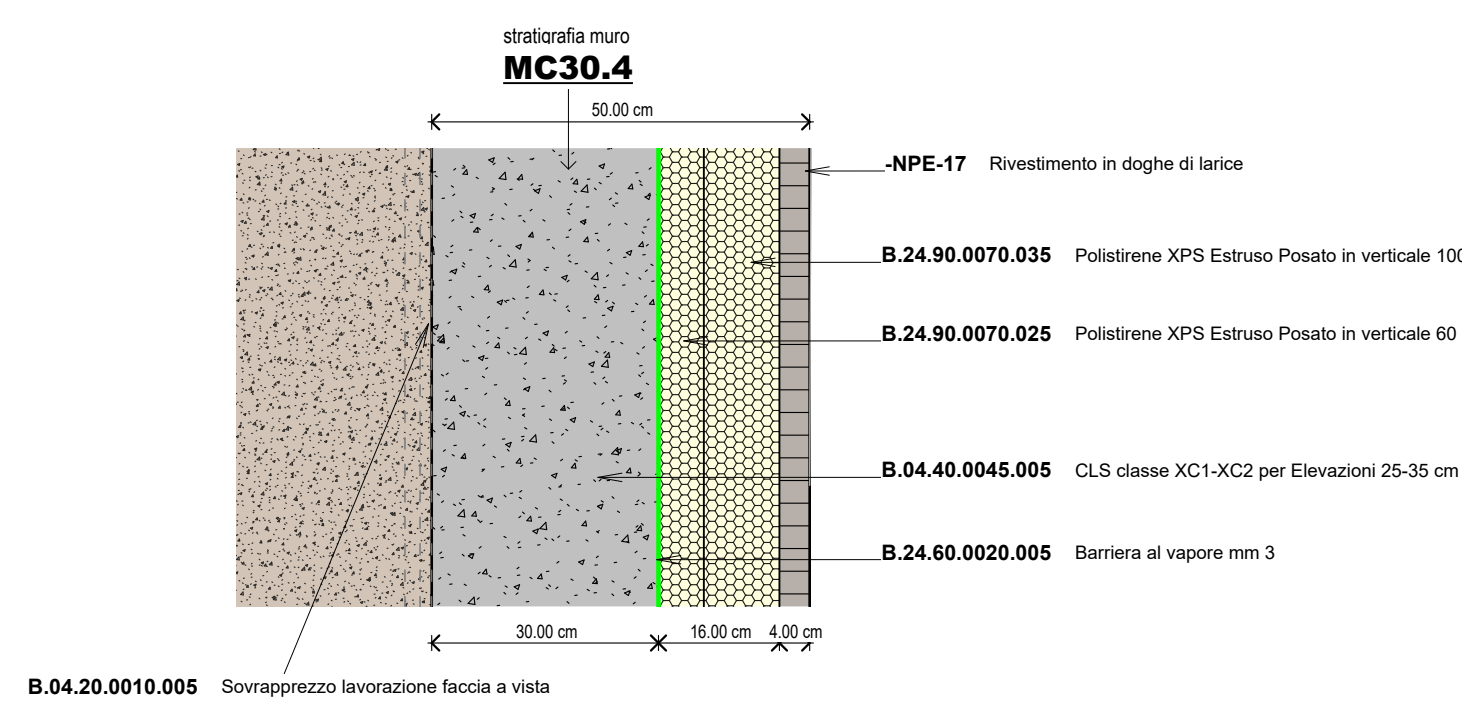 stratigrafia muro
MC30.4
50.00 cm
-NPE-17 Rivestimento in doghe di larice
B.24.90.0070.035 Polistirene XPS Estruso Posato in verticale 100
B.24.90.0070.025 Polistirene XPS Estruso Posato in verticale 60
B.04.40.0045.005 CLS classe XC1-XC2 per Elevazioni 25-35 cm
B.24.60.0020.005 Barriera al vapore mm 3
30.00 cm 16.00 cm 4.00 cm
B.04.20.0010.005 Sovrapprezzo lavorazione faccia a vista